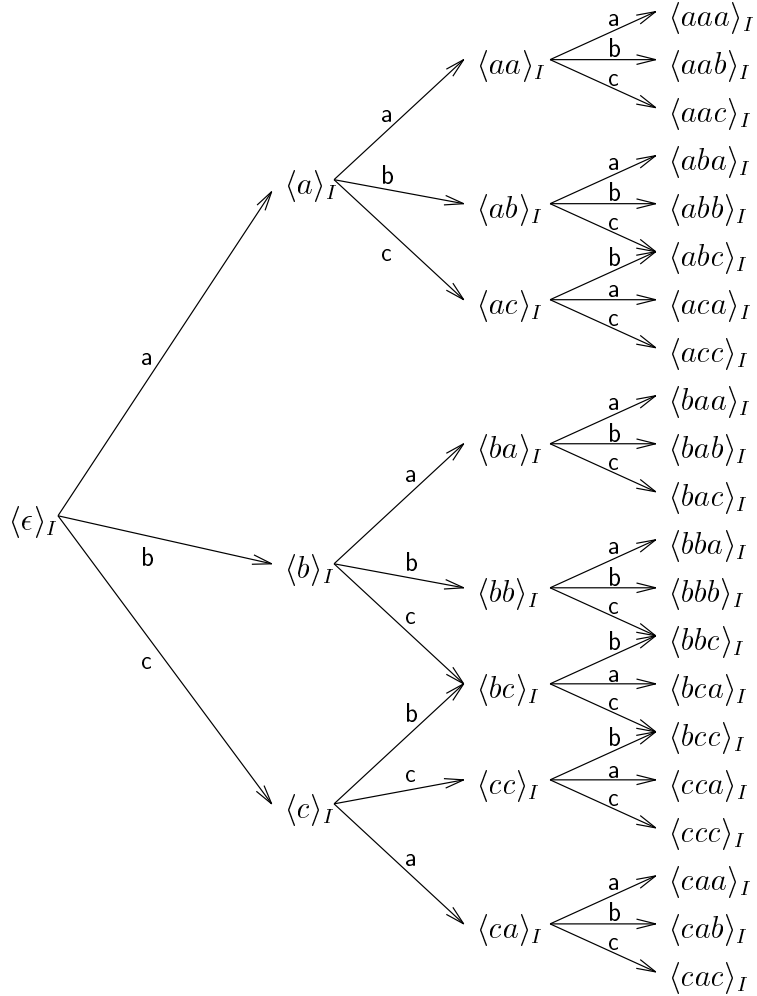 a ⟨aaa⟩_I
⟨aa⟩_I b ⟨aab⟩_I
c ⟨aac⟩_I
a
a ⟨aba⟩_I
⟨a⟩_I b ⟨ab⟩_I b ⟨abb⟩_I
c ⟨abc⟩_I
c b
⟨ac⟩_I a ⟨aca⟩_I
c ⟨acc⟩_I
a
a ⟨baa⟩_I
⟨ba⟩_I b ⟨bab⟩_I
c ⟨bac⟩_I
a
⟨ϵ⟩_I
b
a ⟨bba⟩_I
⟨b⟩_I b ⟨bb⟩_I b ⟨bbb⟩_I
c ⟨bbc⟩_I
c b
c
⟨bc⟩_I a ⟨bca⟩_I
b c ⟨bcc⟩_I
b
c ⟨cc⟩_I a ⟨cca⟩_I
⟨c⟩_I c ⟨ccc⟩_I
a
a ⟨caa⟩_I
⟨ca⟩_I b ⟨cab⟩_I
c ⟨cac⟩_I